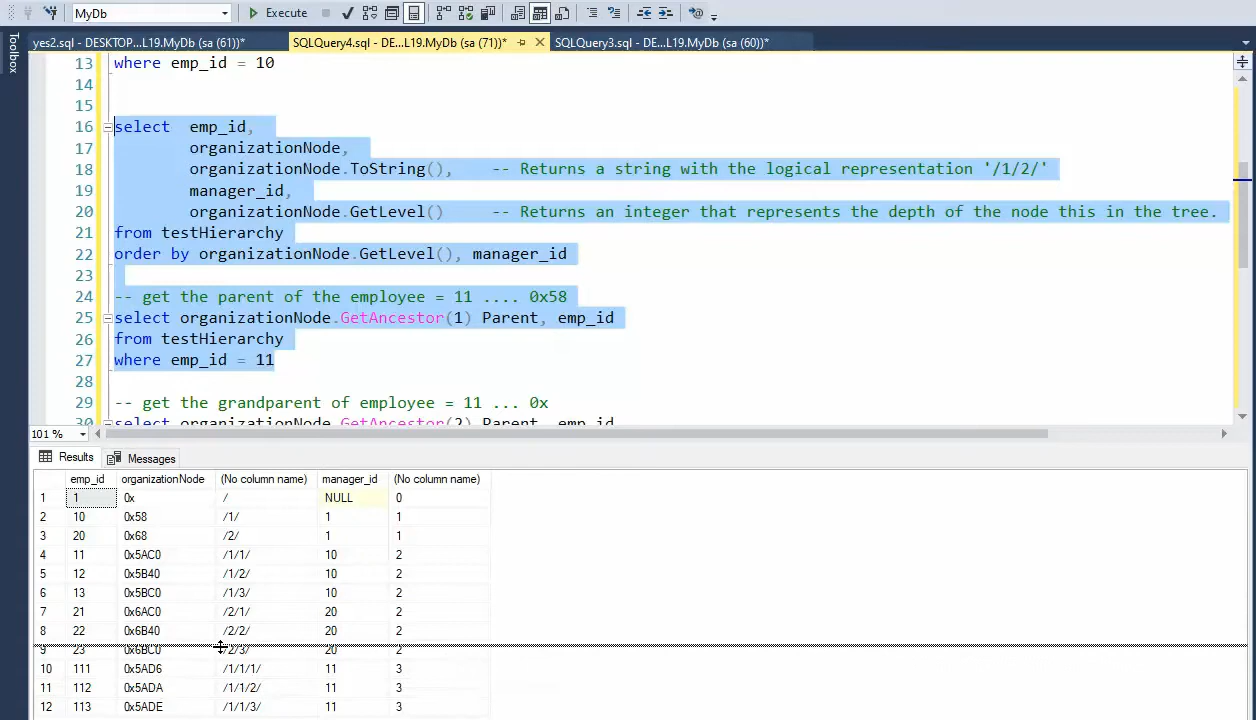 MyDb Execute
Toolbox
yes2.sql - DESKTOP...L19.MyDb (sa (61))* SQLQuery4.sql - DE...L19.MyDb (sa (71))* SQLQuery3.sql - DE...L19.MyDb (sa (60))*
13 where emp_id = 10
14
15
16 select emp_id,
17 organizationNode,
18 organizationNode.ToString(), -- Returns a string with the logical representation '/1/2/'
19 manager_id,
20 organizationNode.GetLevel() -- Returns an integer that represents the depth of the node this in the tree.
21 from testHierarchy
22 order by organizationNode.GetLevel(), manager_id
23
24 -- get the parent of the employee = 11 .... 0x58
25 select organizationNode.GetAncestor(1) Parent, emp_id
26 from testHierarchy
27 where emp_id = 11
28
29 -- get the grandparent of employee = 11 ... 0x
30 select organizationNode.GetAncestor(2) Parent, emp_id
101 %
Results Messages
emp_id organizationNode (No column name) manager_id (No column name)
1 1 0x / NULL 0
2 10 0x58 /1/ 1 1
3 20 0x68 /2/ 1 1
4 11 0x5AC0 /1/1/ 10 2
5 12 0x5B40 /1/2/ 10 2
6 13 0x5BC0 /1/3/ 10 2
7 21 0x6AC0 /2/1/ 20 2
8 22 0x6B40 /2/2/ 20 2
9 23 0x6BC0 /2/3/ 20 2
10 111 0x5AD6 /1/1/1/ 11 3
11 112 0x5ADA /1/1/2/ 11 3
12 113 0x5ADE /1/1/3/ 11 3